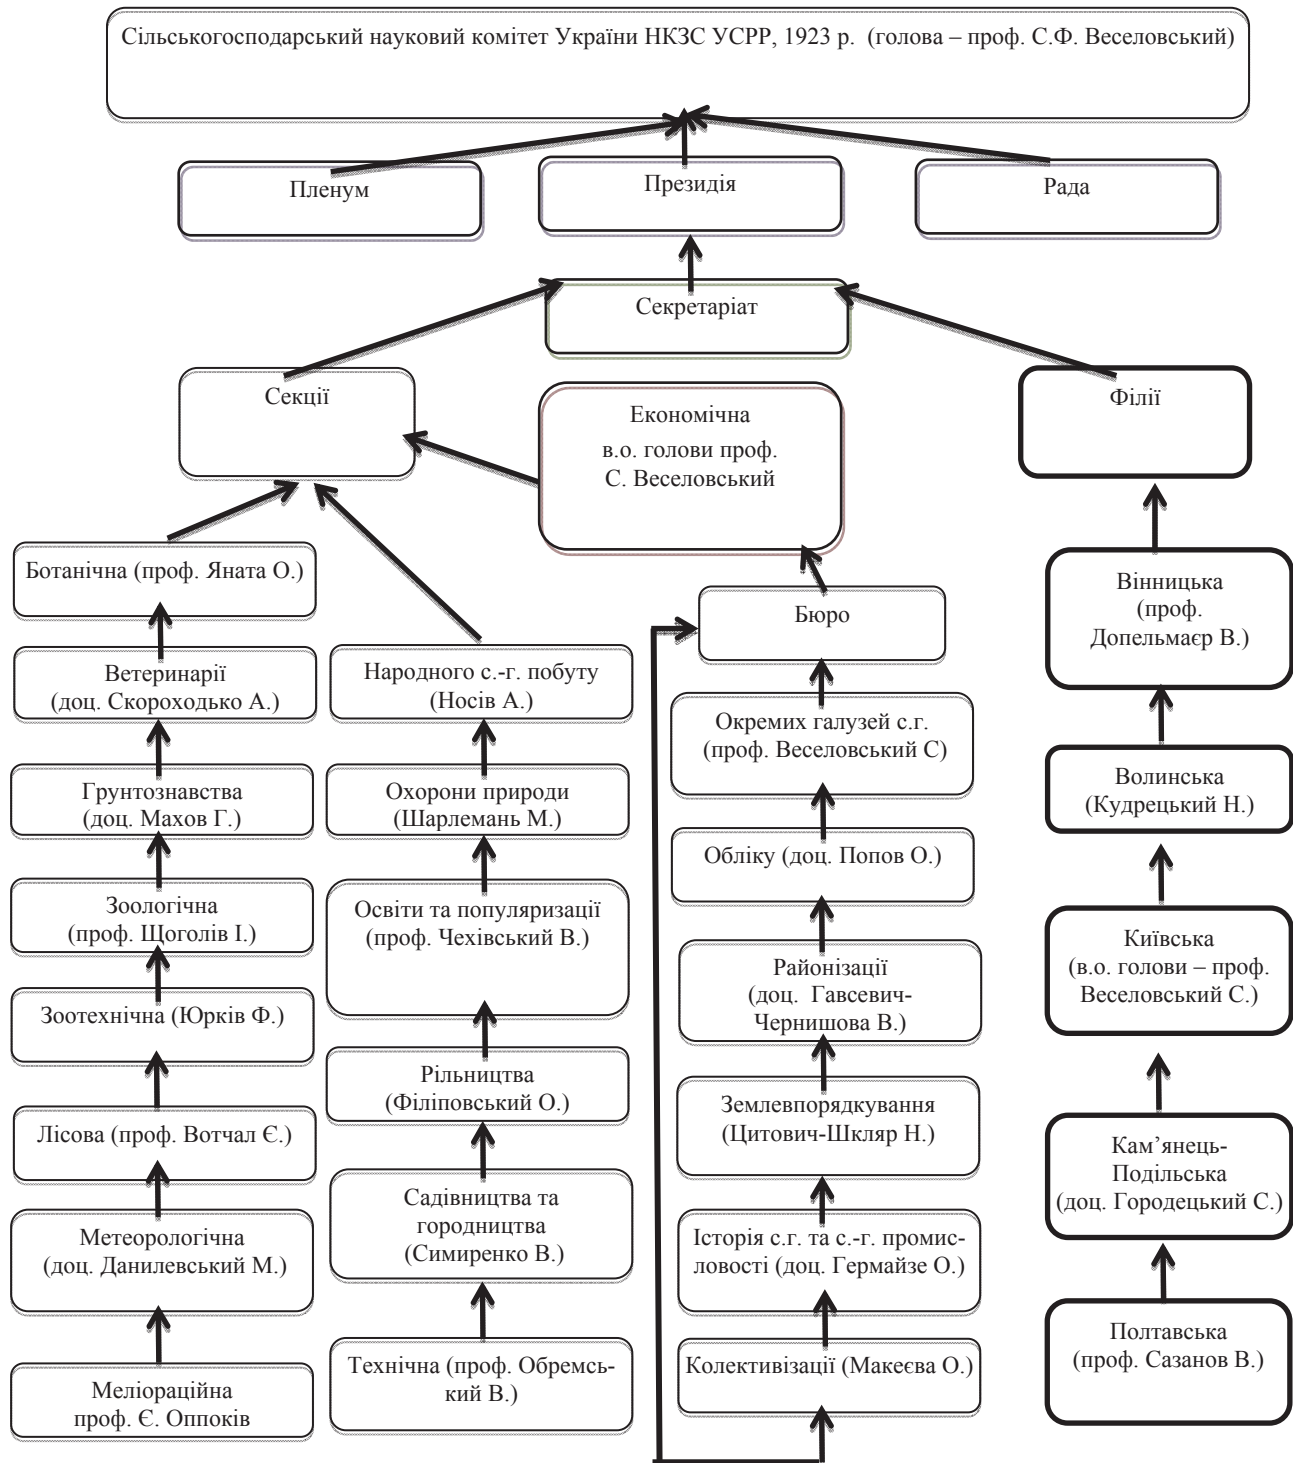 Сільськогосподарський науковий комітет України НКЗС УСРР, 1923 р.  (голова – проф. С.Ф. Веселовський)
Пленум
Президія
Рада
Секретаріат
Секції
Економічна
в.о. голови проф.
С. Веселовський
Філії
Ботанічна (проф. Яната О.)
Ветеринарії
(доц. Скороходько А.)
Грунтознавства
(доц. Махов Г.)
Зоологічна
(проф. Щоголів І.)
Зоотехнічна (Юрків Ф.)
Лісова (проф. Вотчал Є.)
Метеорологічна
(доц. Данилевський М.)
Меліораційна
проф. Є. Оппоків
Народного с.-г. побуту
(Носів А.)
Охорони природи
(Шарлемань М.)
Освіти та популяризації
(проф. Чехівський В.)
Рільництва
(Філіповський О.)
Садівництва та
городництва
(Симиренко В.)
Технічна (проф. Обремсь-
кий В.)
Бюро
Окремих галузей с.г.
(проф. Веселовський С)
Обліку (доц. Попов О.)
Районізації
(доц.  Гавсевич-
Чернишова В.)
Землевпорядкування
(Цитович-Шкляр Н.)
Історія с.г. та с.-г. промис-
ловості (доц. Гермайзе О.)
Колективізації (Макеєва О.)
Вінницька
(проф.
Допельмаєр В.)
Волинська
(Кудрецький Н.)
Київська
(в.о. голови – проф.
Веселовський С.)
Кам’янець-
Подільська
(доц. Городецький С.)
Полтавська
(проф. Сазанов В.)